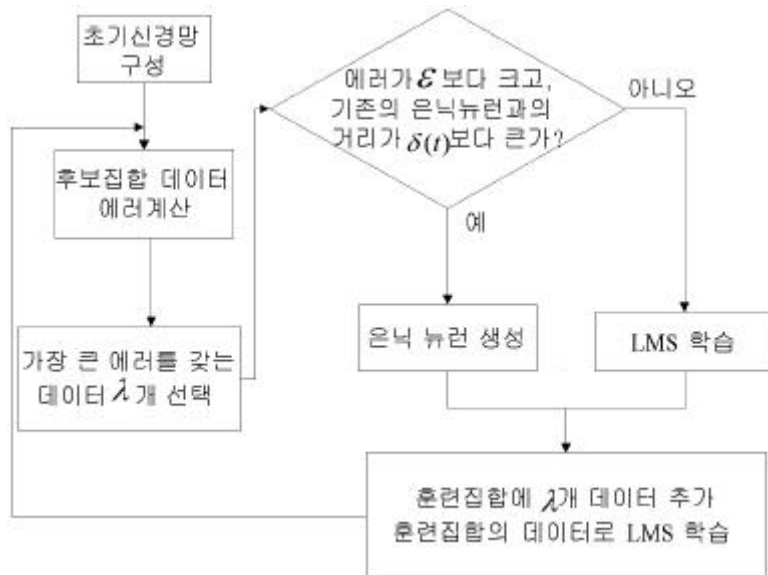 초기신경망
구성
후보집합 데이터
에러계산
가장 큰 에러를 갖는
데이터 λ개 선택
에러가 ε 보다 크고,
기존의 은닉뉴런과의
거리가 δ(t)보다 큰가?
아니오
예
은닉 뉴런 생성
LMS 학습
훈련집합에 λ개 데이터 추가
훈련집합의 데이터로 LMS 학습